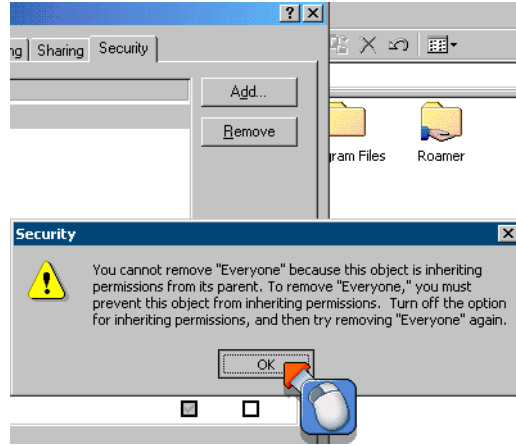 ng
Sharing
Security
Add...
Remove
gram Files
Roamer
Security
You cannot remove "Everyone" because this object is inheriting
permissions from its parent. To remove "Everyone," you must
prevent this object from inheriting permissions.  Turn off the option
for inheriting permissions, and then try removing "Everyone" again.
OK